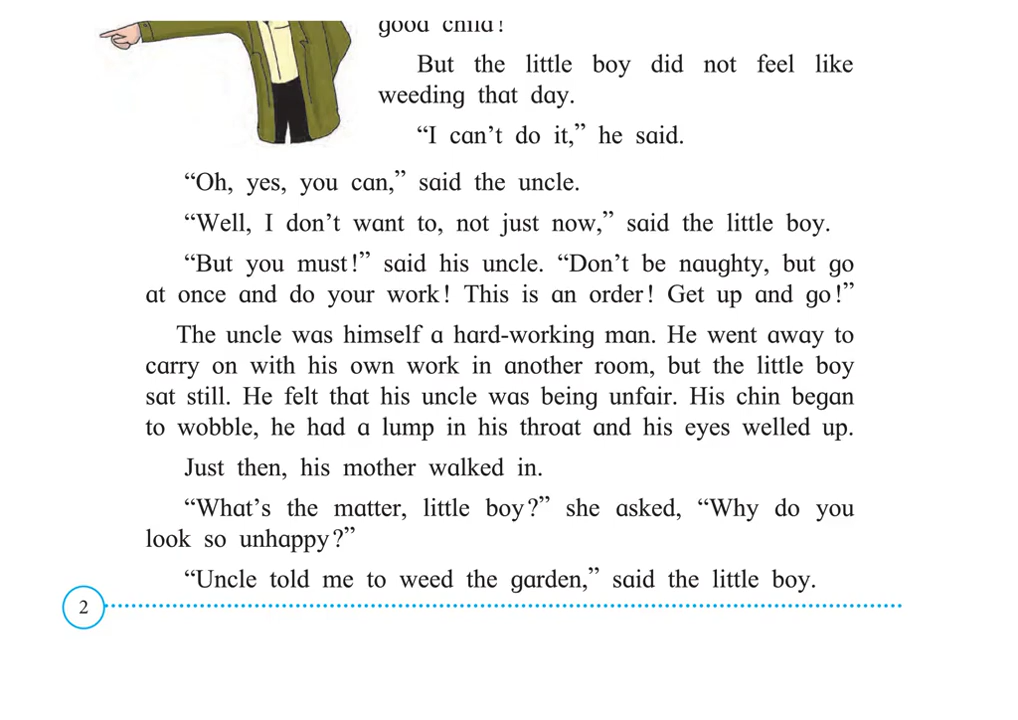 good child!
But the little boy did not feel like
weeding that day.
“I can’t do it,” he said.
“Oh, yes, you can,” said the uncle.
“Well, I don’t want to, not just now,” said the little boy.
“But you must!” said his uncle. “Don’t be naughty, but go
at once and do your work! This is an order! Get up and go!”
The uncle was himself a hard-working man. He went away to
carry on with his own work in another room, but the little boy
sat still. He felt that his uncle was being unfair. His chin began
to wobble, he had a lump in his throat and his eyes welled up.
Just then, his mother walked in.
“What’s the matter, little boy?” she asked, “Why do you
look so unhappy?”
“Uncle told me to weed the garden,” said the little boy.
2